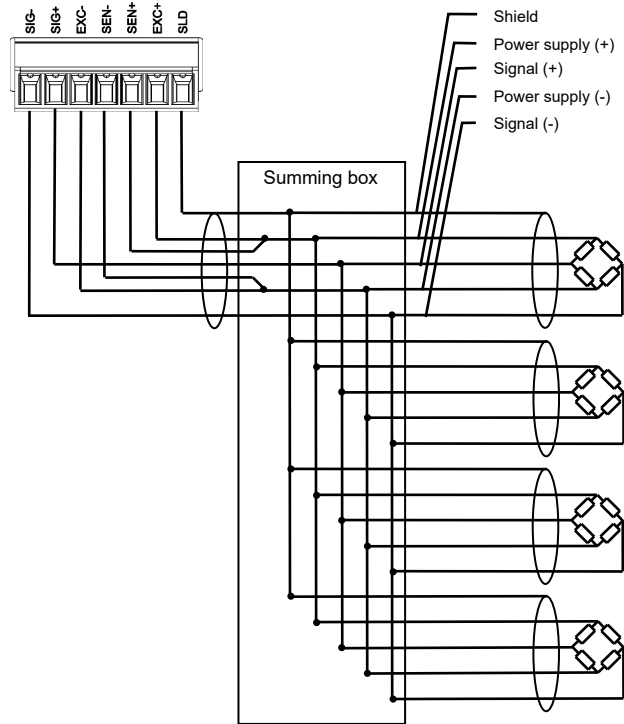 SIG-
SIG+
EXC-
SEN-
SEN+
EXC+
SLD
Shield
Power supply (+)
Signal (+)
Power supply (-)
Signal (-)
Summing box